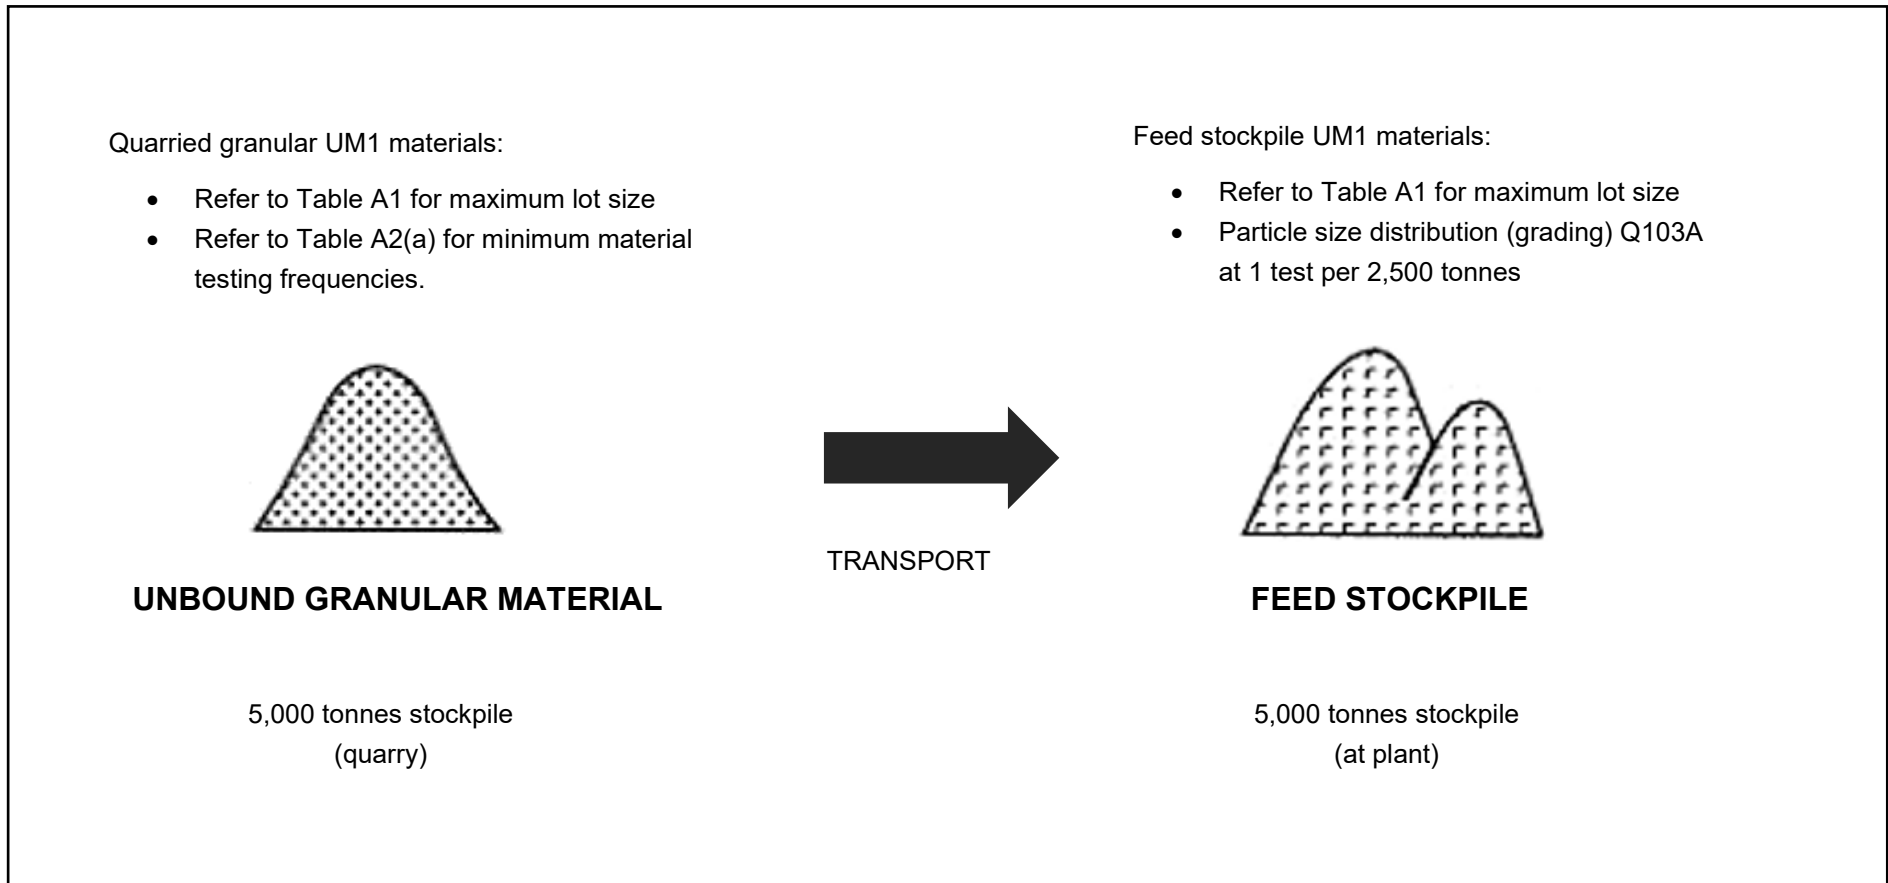 Quarried granular UM1 materials:
• Refer to Table A1 for maximum lot size
• Refer to Table A2(a) for minimum material
testing frequencies.
UNBOUND GRANULAR MATERIAL
5,000 tonnes stockpile
(quarry)
TRANSPORT
Feed stockpile UM1 materials:
• Refer to Table A1 for maximum lot size
• Particle size distribution (grading) Q103A
at 1 test per 2,500 tonnes
FEED STOCKPILE
5,000 tonnes stockpile
(at plant)